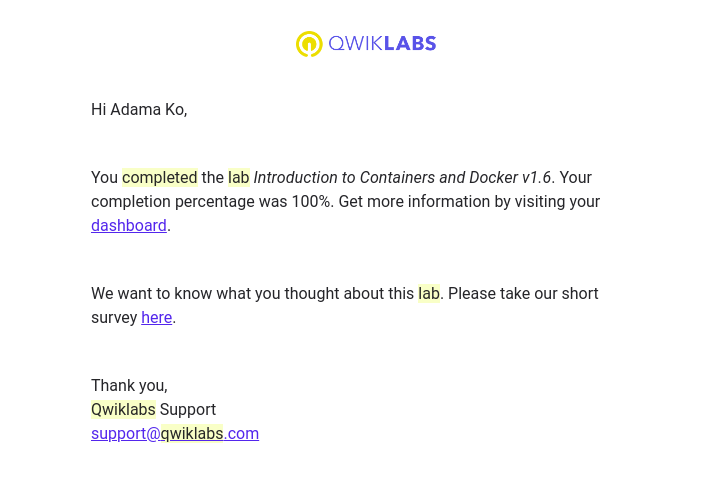 QWIKLABS
Hi Adama Ko,
You completed the lab Introduction to Containers and Docker v1.6. Your
completion percentage was 100%. Get more information by visiting your
dashboard.
We want to know what you thought about this lab. Please take our short
survey here.
Thank you,
Qwiklabs Support
support@qwiklabs.com